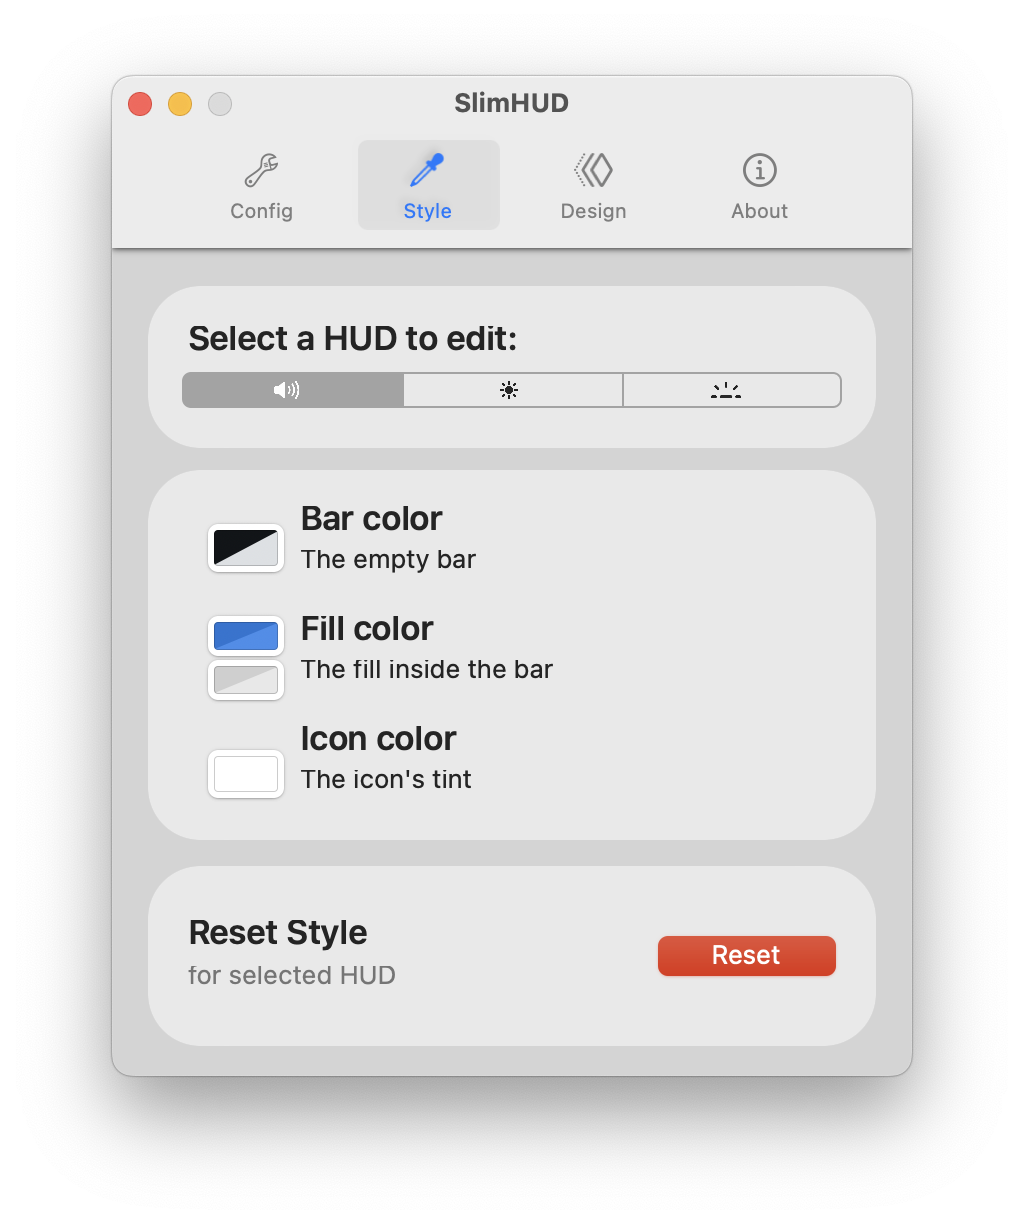 SlimHUD
Config
Style
Design
About
Select a HUD to edit:
Bar color
The empty bar
Fill color
The fill inside the bar
Icon color
The icon's tint
Reset Style
for selected HUD
Reset